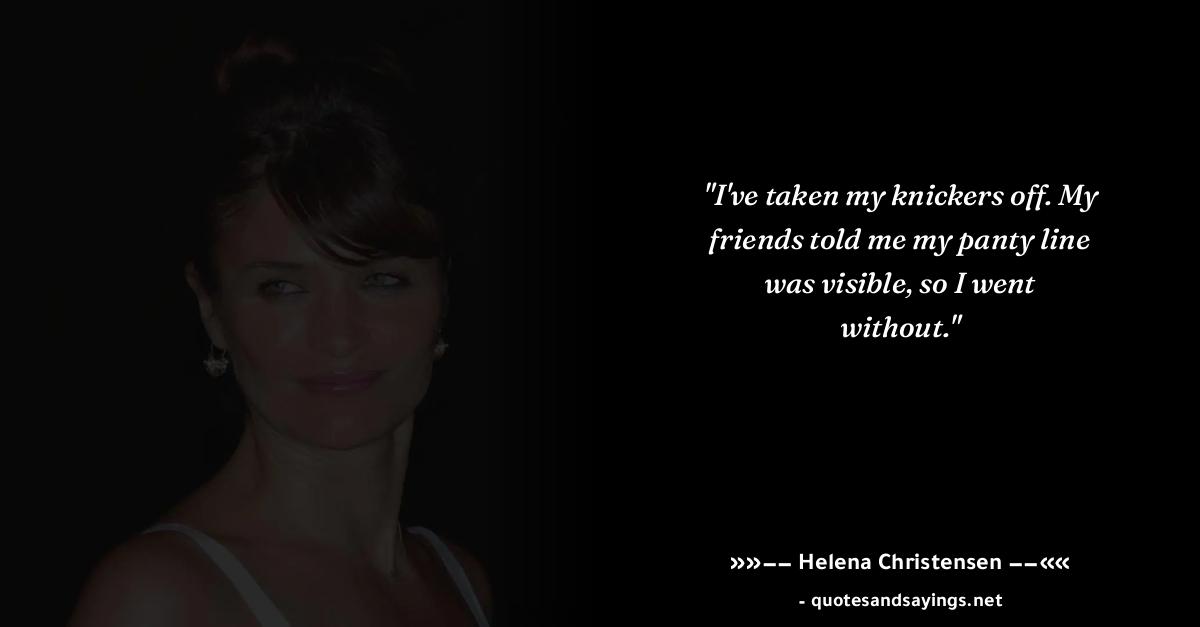 "I've taken my knickers off. My
friends told me my panty line
was visible, so I went
without."
»»−− Helena Christensen −−««
- quotesandsayings.net